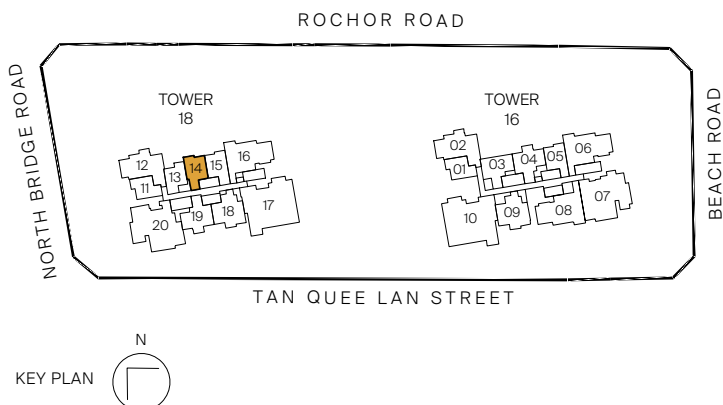 ROCHOR ROAD
NORTH BRIDGE ROAD
BEACH ROAD
TOWER
18
12
11
13
14
15
16
20
19
18
17
TOWER
16
02
01
03
04
05
06
10
09
08
07
TAN QUEE LAN STREET
N
KEY PLAN